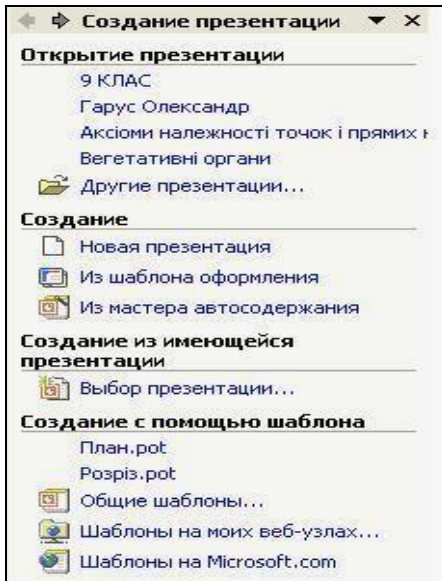 Создание презентации
Открытие презентации
9 КЛАС
Гарус Олександр
Аксіоми належності точок і прямих н
Вегетативні органи
Другие презентации...
Создание
Новая презентация
Из шаблона оформления
Из мастера автосодержания
Создание из имеющейся
презентации
Выбор презентации...
Создание с помощью шаблона
План.pot
Розріз.pot
Общие шаблоны...
Шаблоны на моих веб-узлах...
Шаблоны на Microsoft.com